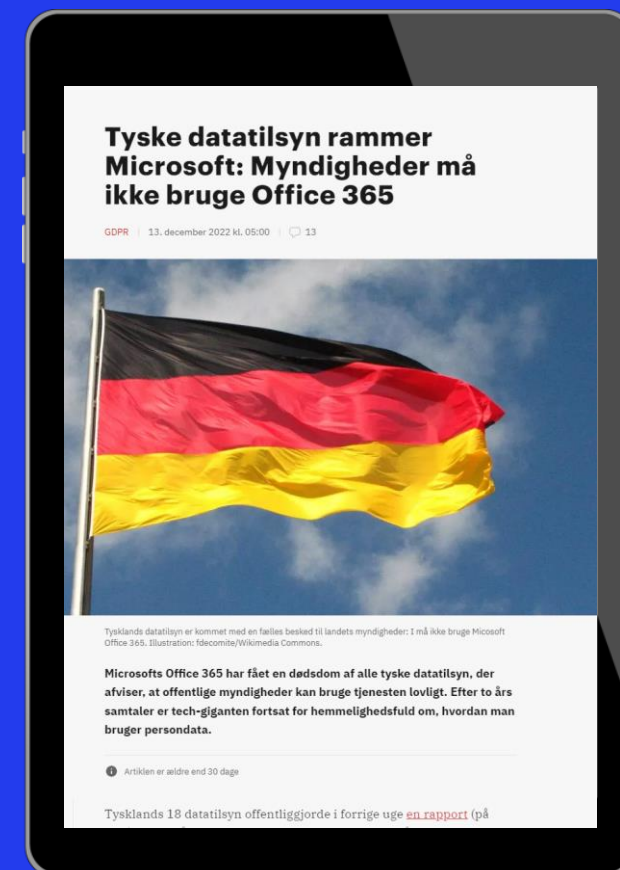 Tyske datatilsyn rammer
Microsoft: Myndigheder må
ikke bruge Office 365
GDPR | 13. december 2022 kl. 05:00 | 13
Tysklands datatilsyn er kommet med en fælles besked til landets myndigheder: I må ikke bruge Micosoft
Office 365. Illustration: fdecomite/Wikimedia Commons.
Microsofts Office 365 har fået en dødsdom af alle tyske datatilsyn, der
afviser, at offentlige myndigheder kan bruge tjenesten lovligt. Efter to års
samtaler er tech-giganten fortsat for hemmelighedsfuld om, hvordan man
bruger persondata.
Artiklen er ældre end 30 dage
Tysklands 18 datatilsyn offentliggjorde i forrige uge en rapport (på